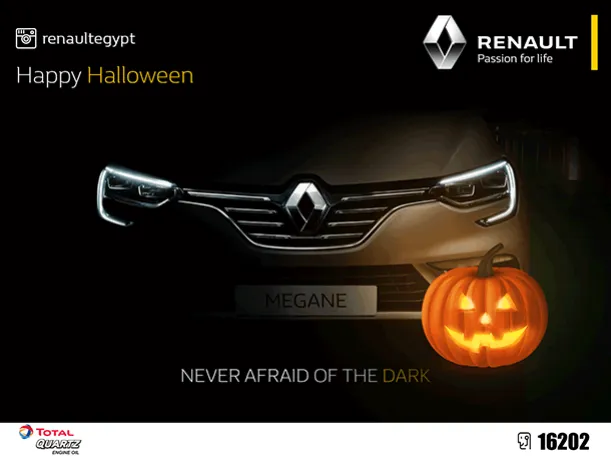 renaultegypt
Happy Halloween
RENAULT
Passion for life
MEGANE
NEVER AFRAID OF THE DARK
TOTAL
QUARTZ
ENGINE OIL
16202